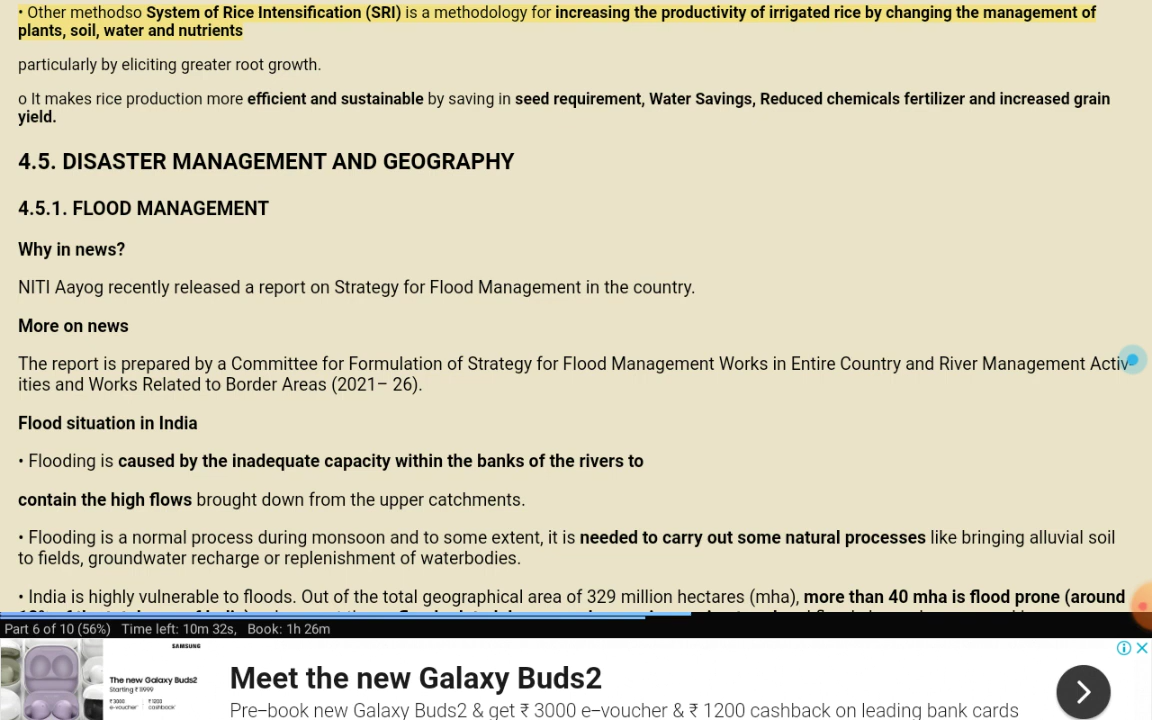 • Other methodso System of Rice Intensification (SRI) is a methodology for increasing the productivity of irrigated rice by changing the management of
plants, soil, water and nutrients
particularly by eliciting greater root growth.
o It makes rice production more efficient and sustainable by saving in seed requirement, Water Savings, Reduced chemicals fertilizer and increased grain
yield.
4.5. DISASTER MANAGEMENT AND GEOGRAPHY
4.5.1. FLOOD MANAGEMENT
Why in news?
NITI Aayog recently released a report on Strategy for Flood Management in the country.
More on news
The report is prepared by a Committee for Formulation of Strategy for Flood Management Works in Entire Country and River Management Activ-
ities and Works Related to Border Areas (2021– 26).
Flood situation in India
• Flooding is caused by the inadequate capacity within the banks of the rivers to
contain the high flows brought down from the upper catchments.
• Flooding is a normal process during monsoon and to some extent, it is needed to carry out some natural processes like bringing alluvial soil
to fields, groundwater recharge or replenishment of waterbodies.
• India is highly vulnerable to floods. Out of the total geographical area of 329 million hectares (mha), more than 40 mha is flood prone (around
Part 6 of 10 (56%) Time left: 10m 32s, Book: 1h 26m
SAMSUNG
The new Galaxy Buds2
Starting ₹ 11999
₹ 3000 ₹ 1200
e-voucher cashback
Meet the new Galaxy Buds2
Pre-book new Galaxy Buds2 & get ₹ 3000 e-voucher & ₹ 1200 cashback on leading bank cards